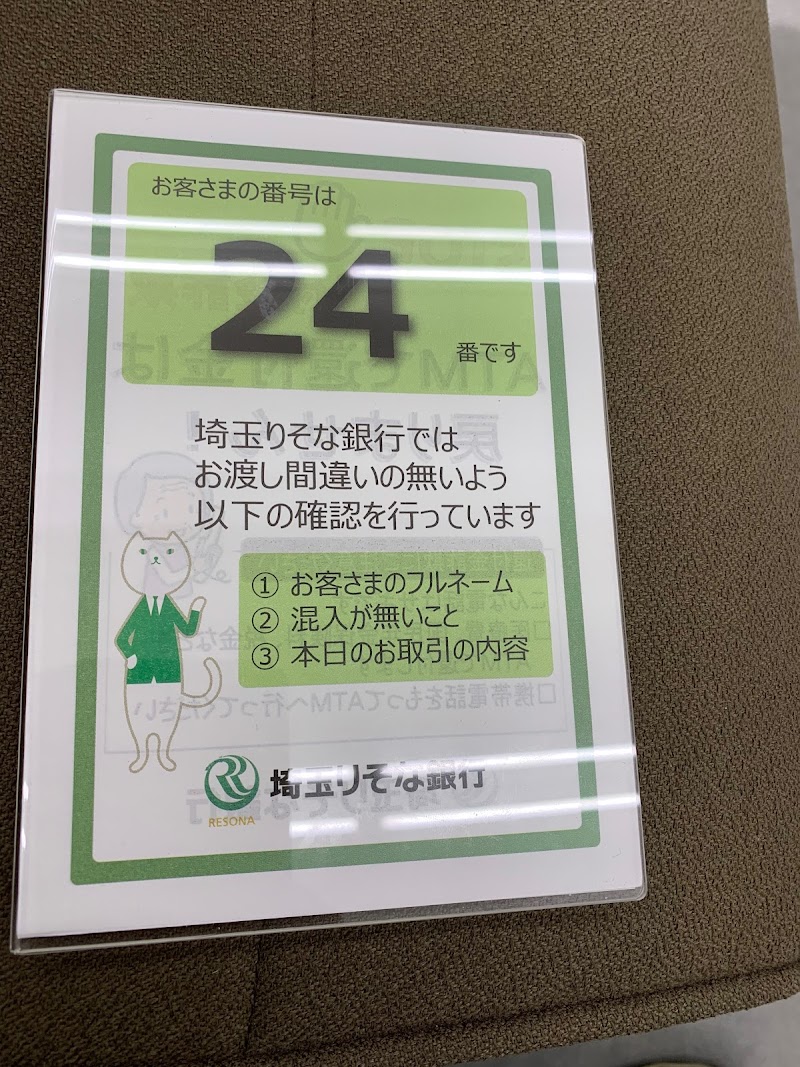 お客さまの番号は
24
番です
埼玉りそな銀行では
お渡し間違いの無いよう
以下の確認を行っています
① お客さまのフルネーム
② 混入が無いこと
③ 本日のお取引の内容
埼玉りそな銀行
RESONA